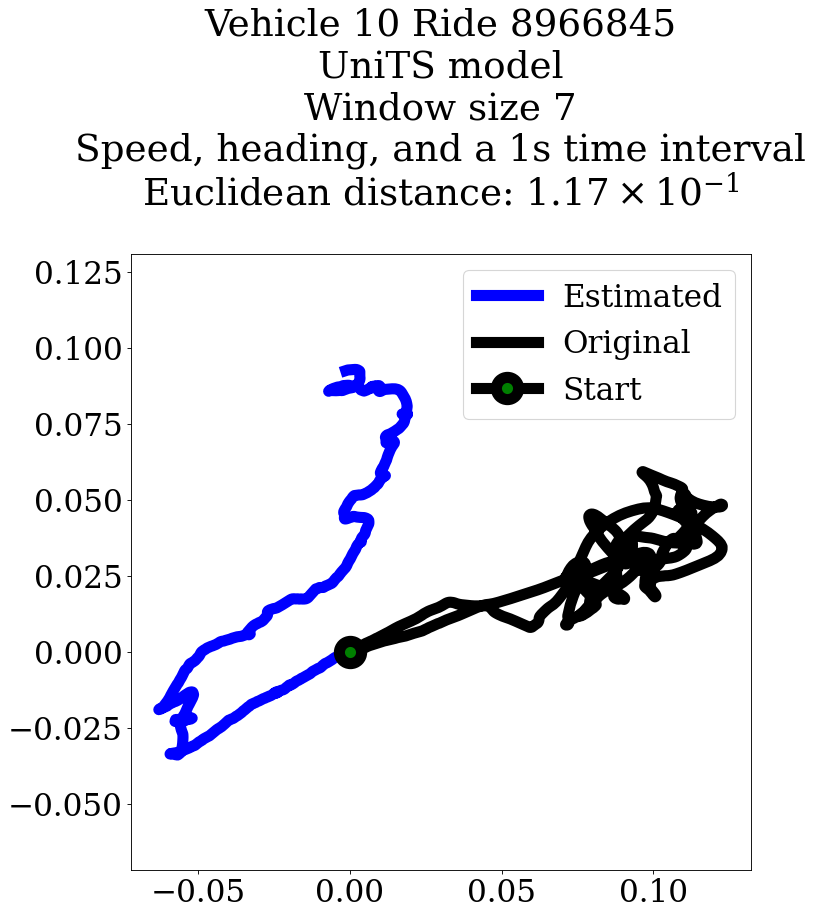 Vehicle 10 Ride 8966845
UniTS model
Window size 7
Speed, heading, and a 1s time interval
Euclidean distance: 1.17 × 10⁻¹
Estimated
Original
Start
0.125
0.100
0.075
0.050
0.025
0.000
−0.025
−0.050
−0.05 0.00 0.05 0.10